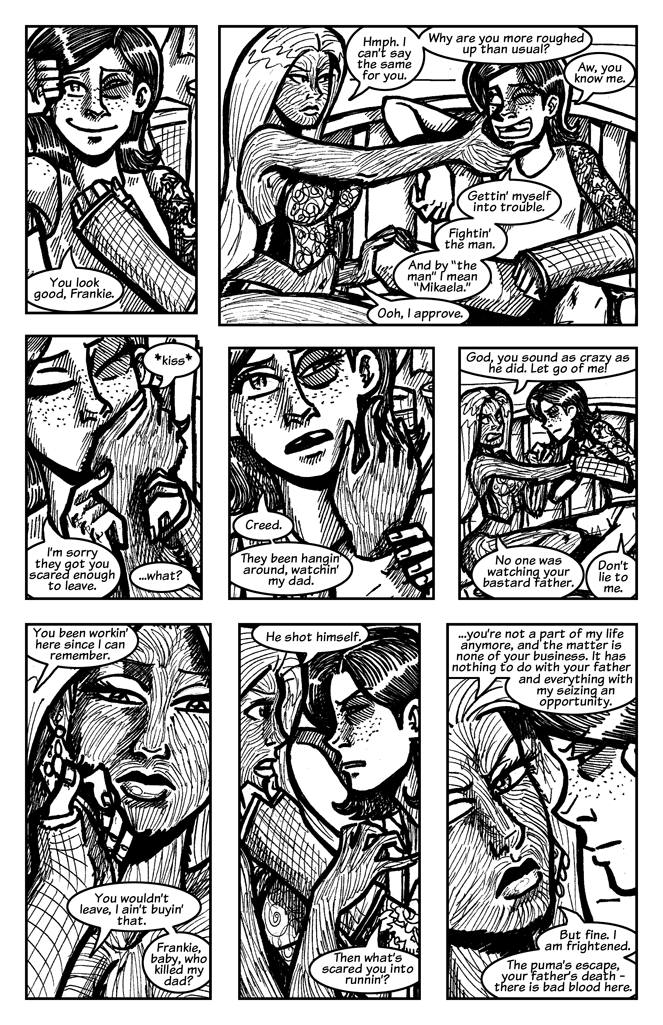 You look
good, Frankie.
Hmph. I
can't say
the same
for you.
Why are you more roughed
up than usual?
Aw, you
know me.
Gettin' myself
into trouble.
Fightin'
the man.
And by "the
man" I mean
"Mikaela."
Ooh, I approve.
*kiss*
I'm sorry
they got you
scared enough
to leave.
...what?
Creed.
They been hangin'
around, watchin'
my dad.
God, you sound as crazy as
he did. Let go of me!
No one was
watching your
bastard father.
Don't
lie to
me.
You been workin'
here since I can
remember.
You wouldn't
leave, I ain't buyin'
that.
Frankie,
baby, who
killed my
dad?
He shot himself.
Then what's
scared you into
runnin'?
...you're not a part of my life
anymore, and the matter is
none of your business. It has
nothing to do with your father
and everything with
my seizing an
opportunity.
But fine. I
am frightened.
The puma's escape,
your father's death -
there is bad blood here.